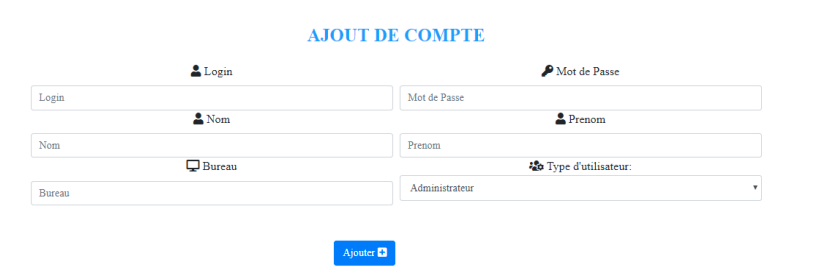 AJOUT DE COMPTE
Login Mot de Passe
Login Mot de Passe
Nom Prenom
Nom Prenom
Bureau Type d'utilisateur:
Bureau Administrateur
Ajouter